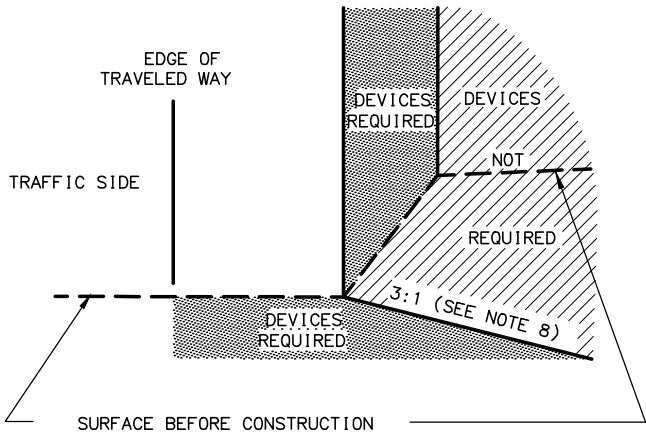 EDGE OF
TRAVELED WAY
DEVICES
REQUIRED
DEVICES
NOT
REQUIRED
TRAFFIC SIDE
3:1 (SEE NOTE 8)
DEVICES
REQUIRED
SURFACE BEFORE CONSTRUCTION